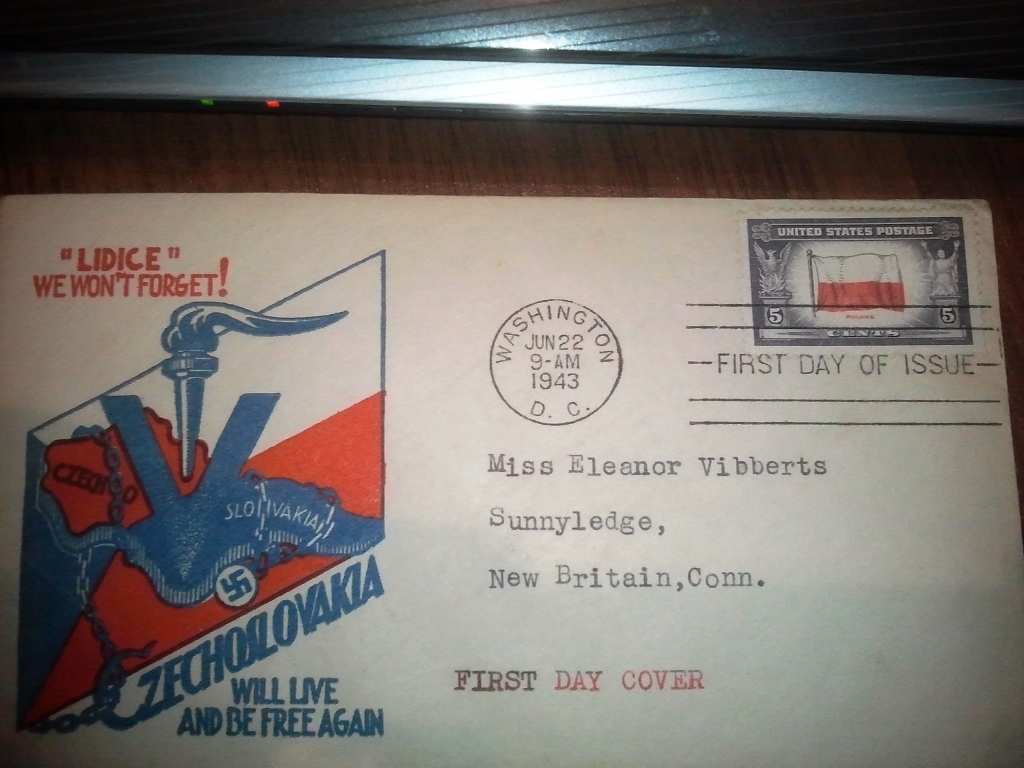 "LIDICE"
WE WON'T FORGET!
CZECHO
SLOVAKIA
CZECHOSLOVAKIA
WILL LIVE
AND BE FREE AGAIN
WASHINGTON
JUN 22
9-AM
1943
D. C.
UNITED STATES POSTAGE
POLAND
5 5
CENTS
FIRST DAY OF ISSUE
Miss Eleanor Vibberts
Sunnyledge,
New Britain,Conn.
FIRST DAY COVER